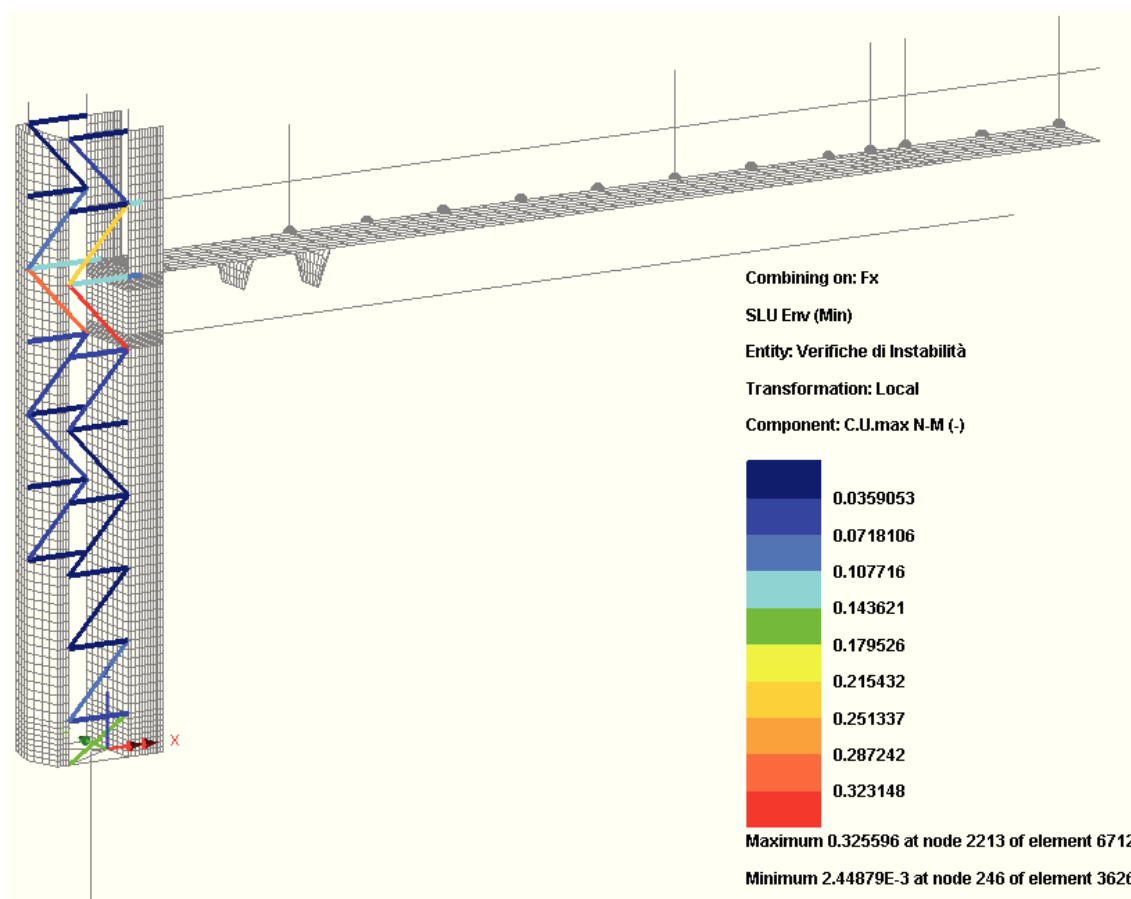 X
Combining on: Fx
SLU Env (Min)
Entity: Verifiche di Instabilità
Transformation: Local
Component: C.U.max N-M (-)
0.0359053
0.0718106
0.107716
0.143621
0.179526
0.215432
0.251337
0.287242
0.323148
Maximum 0.325596 at node 2213 of element 6712
Minimum 2.44879E-3 at node 246 of element 3626